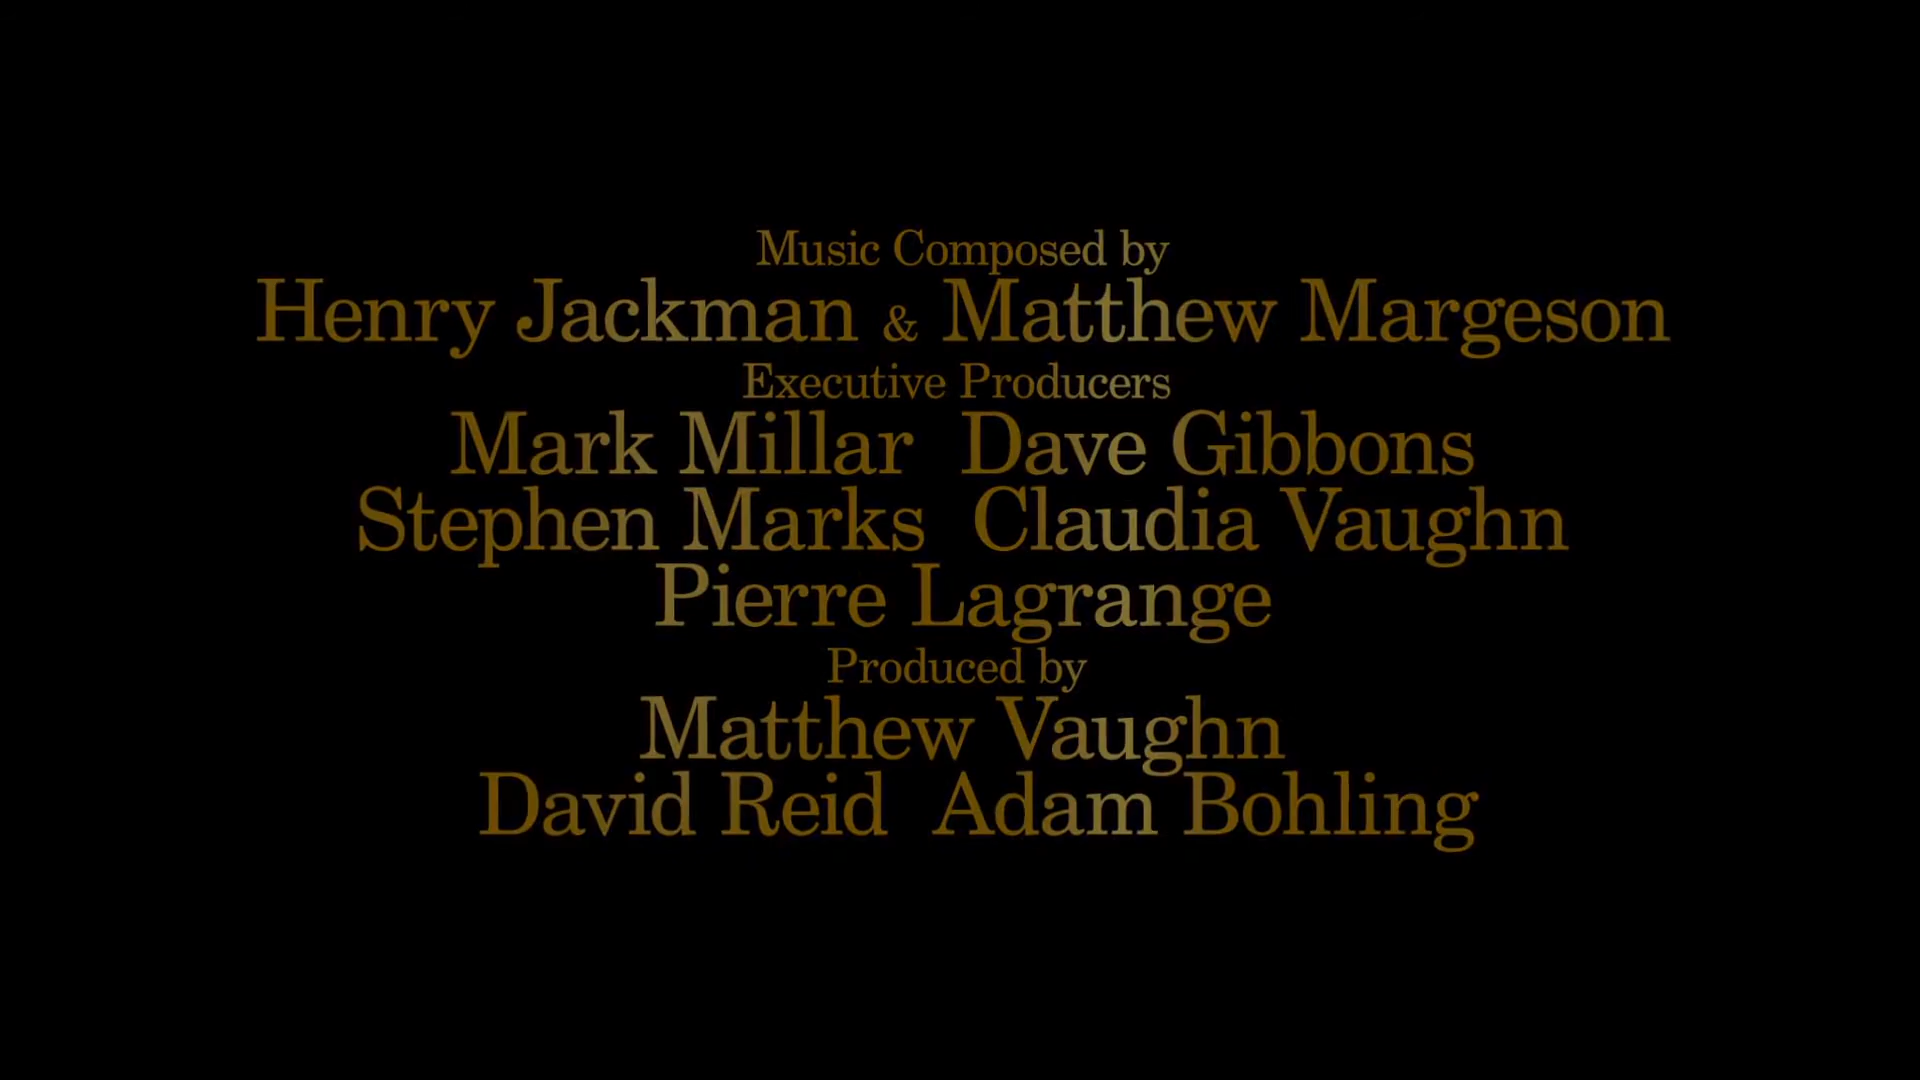 Music Composed by
Henry Jackman & Matthew Margeson
Executive Producers
Mark Millar Dave Gibbons
Stephen Marks Claudia Vaughn
Pierre Lagrange
Produced by
Matthew Vaughn
David Reid Adam Bohling